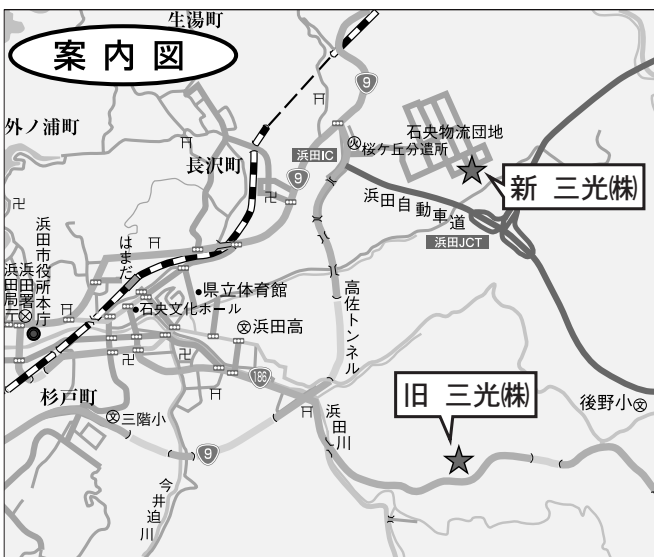 案内図
生湯町
9
外ノ浦町
長沢町
浜田IC
9
石央物流団地
桜ケ丘分遣所
新 三光㈱
浜田自動車道
浜田JCT
はまだ
浜田市役所本庁
浜田署
浜田局
県立体育館
石央文化ホール
浜田高
高佐トンネル
186
杉戸町
三階小
9
浜田川
今井迫川
旧 三光㈱
後野小